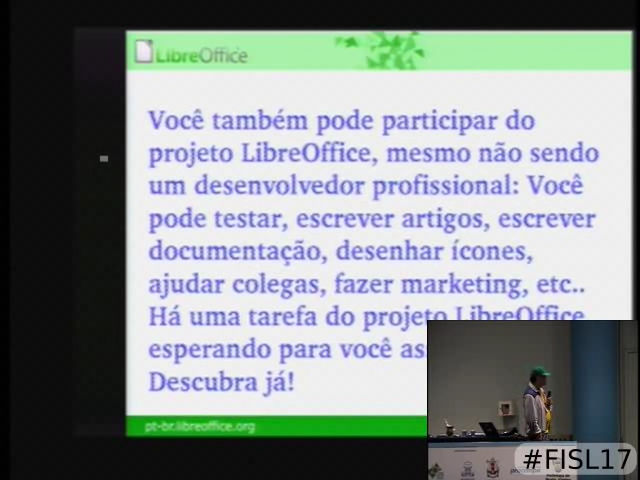 LibreOffice
Você também pode participar do
projeto LibreOffice, mesmo não sendo
um desenvolvedor profissional: Você
pode testar, escrever artigos, escrever
documentação, desenhar ícones,
ajudar colegas, fazer marketing, etc..
Há uma tarefa do projeto LibreOffice
esperando para você as
Descubra já!
pt-br.libreoffice.org
#FISL17